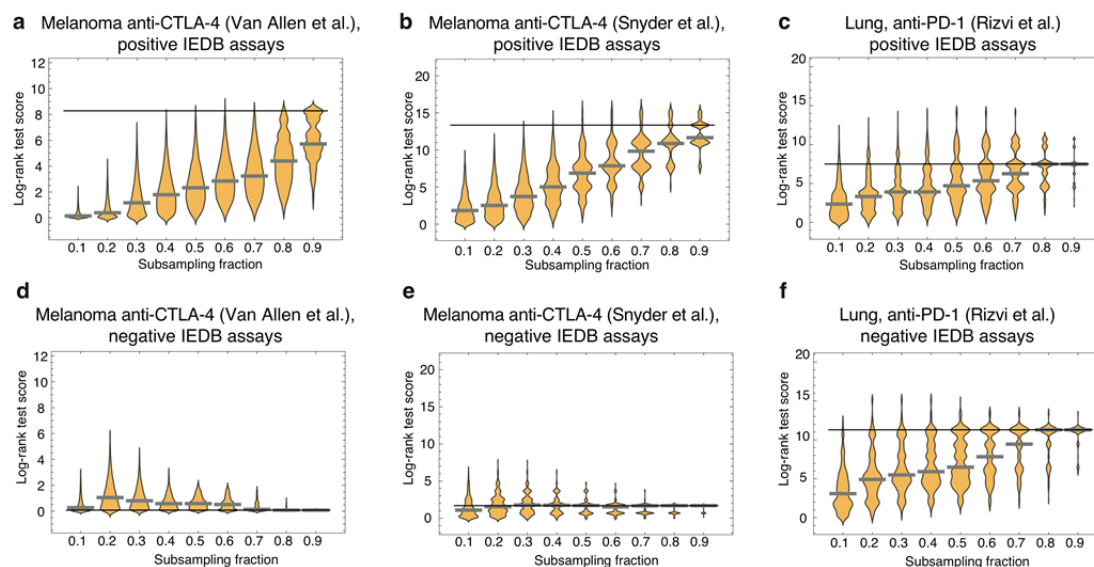 a Melanoma anti-CTLA-4 (Van Allen et al.),
positive IEDB assays
Log-rank test score
12
10
8
6
4
2
0
0.1 0.2 0.3 0.4 0.5 0.6 0.7 0.8 0.9
Subsampling fraction
b Melanoma anti-CTLA-4 (Snyder et al.),
positive IEDB assays
Log-rank test score
20
15
10
5
0
0.1 0.2 0.3 0.4 0.5 0.6 0.7 0.8 0.9
Subsampling fraction
c Lung, anti-PD-1 (Rizvi et al.)
positive IEDB assays
Log-rank test score
20
15
10
5
0
0.1 0.2 0.3 0.4 0.5 0.6 0.7 0.8 0.9
Subsampling fraction
d Melanoma anti-CTLA-4 (Van Allen et al.),
negative IEDB assays
Log-rank test score
12
10
8
6
4
2
0
0.1 0.2 0.3 0.4 0.5 0.6 0.7 0.8 0.9
Subsampling fraction
e Melanoma anti-CTLA-4 (Snyder et al.),
negative IEDB assays
Log-rank test score
20
15
10
5
0
0.1 0.2 0.3 0.4 0.5 0.6 0.7 0.8 0.9
Subsampling fraction
f Lung, anti-PD-1 (Rizvi et al.)
negative IEDB assays
Log-rank test score
20
15
10
5
0
0.1 0.2 0.3 0.4 0.5 0.6 0.7 0.8 0.9
Subsampling fraction